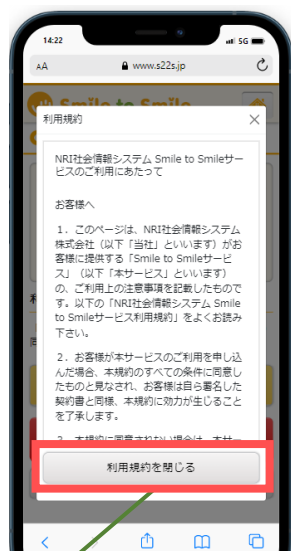 14:22
5G
AA
www.s22s.jp
Smile to Smile
利用規約
NRI社会情報システム Smile to Smileサー
ビスのご利用にあたって
お客様へ
1．このページは、NRI社会情報システム
株式会社（以下「当社」といいます）がお
客様に提供する「Smile to Smileサービ
ス」（以下「本サービス」といいます）
の、ご利用上の注意事項を記載したもので
す。以下の「NRI社会情報システム Smile
to Smileサービス利用規約」をよくお読み
下さい。
2．お客様が本サービスのご利用を申し込
んだ場合、本規約のすべての条件に同意し
たものと見なされ、お客様は自ら署名した
契約書と同様、本規約に効力が生じること
を了承します。
利用規約を閉じる